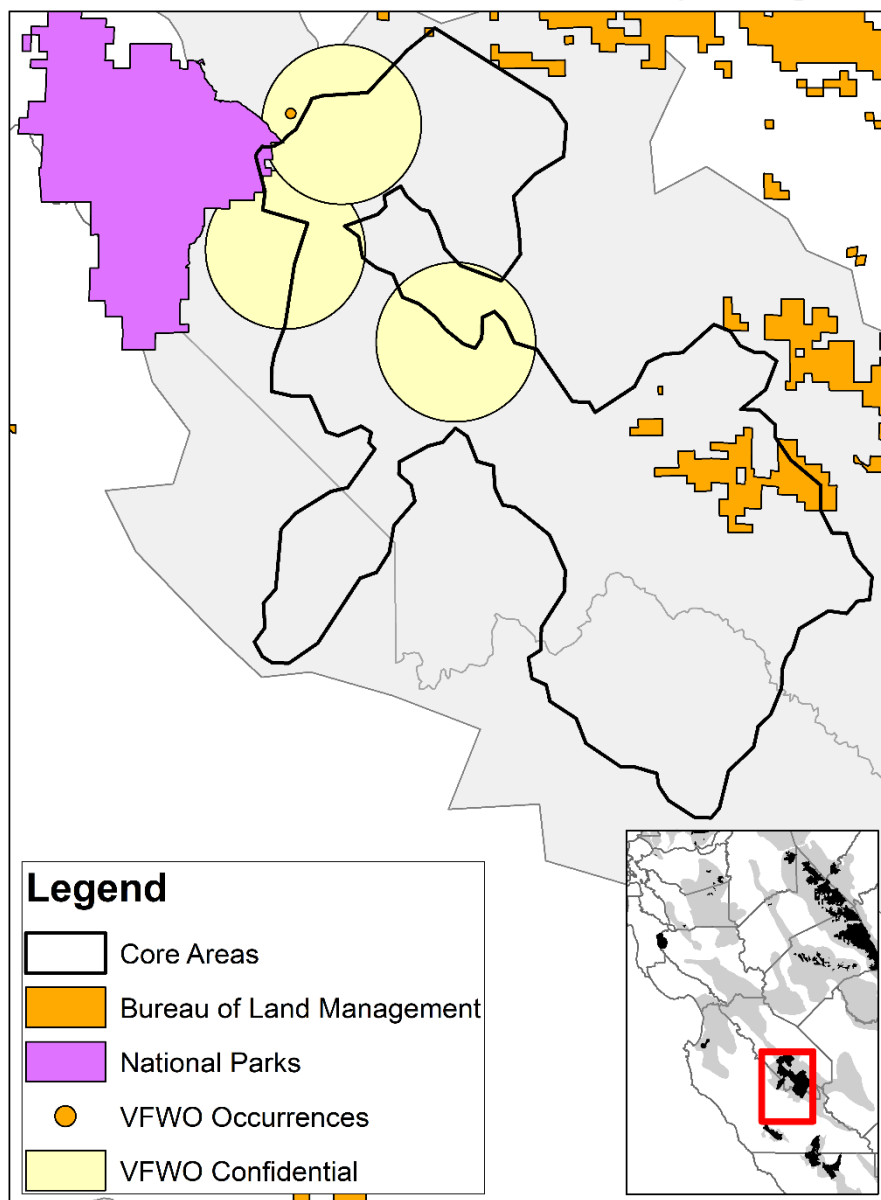 Legend
Core Areas
Bureau of Land Management
National Parks
VFWO Occurrences
VFWO Confidential